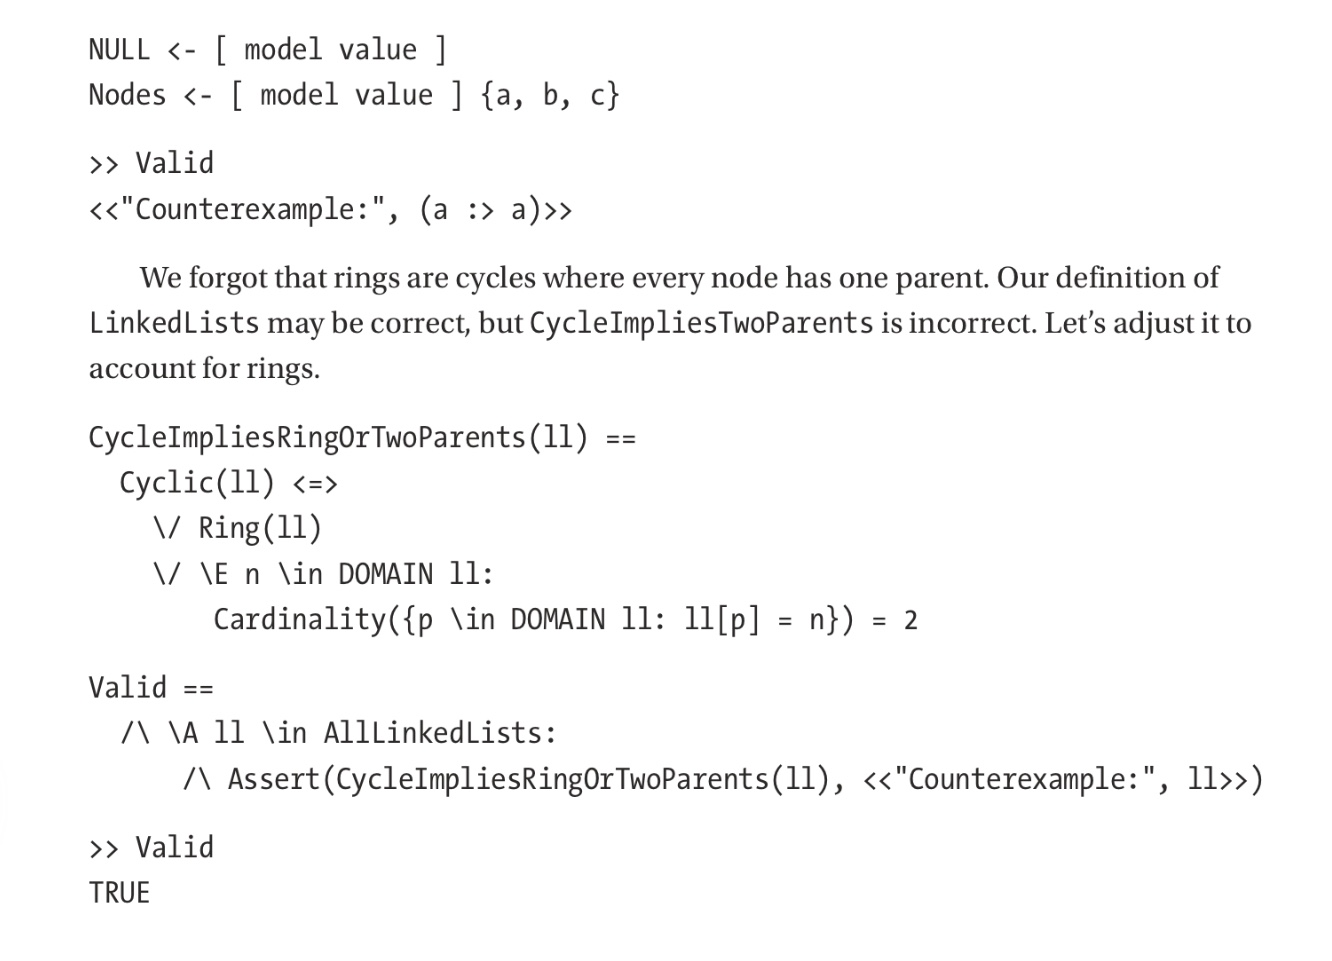 NULL <- [ model value ]
Nodes <- [ model value ] {a, b, c}
>> Valid
<<"Counterexample:", (a :> a)>>
We forgot that rings are cycles where every node has one parent. Our definition of
LinkedLists may be correct, but CycleImpliesTwoParents is incorrect. Let’s adjust it to
account for rings.
CycleImpliesRingOrTwoParents(ll) ==
  Cyclic(ll) <=>
    \/ Ring(ll)
    \/ \E n \in DOMAIN ll:
        Cardinality({p \in DOMAIN ll: ll[p] = n}) = 2
Valid ==
  /\ \A ll \in AllLinkedLists:
      /\ Assert(CycleImpliesRingOrTwoParents(ll), <<"Counterexample:", ll>>)
>> Valid
TRUE